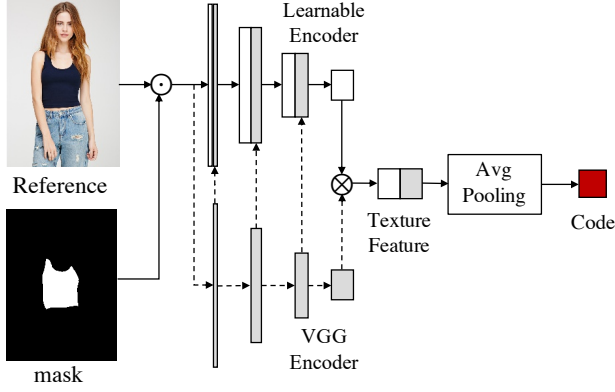 Learnable
Encoder
Reference
Avg
Pooling
Texture
Feature
Code
VGG
Encoder
mask